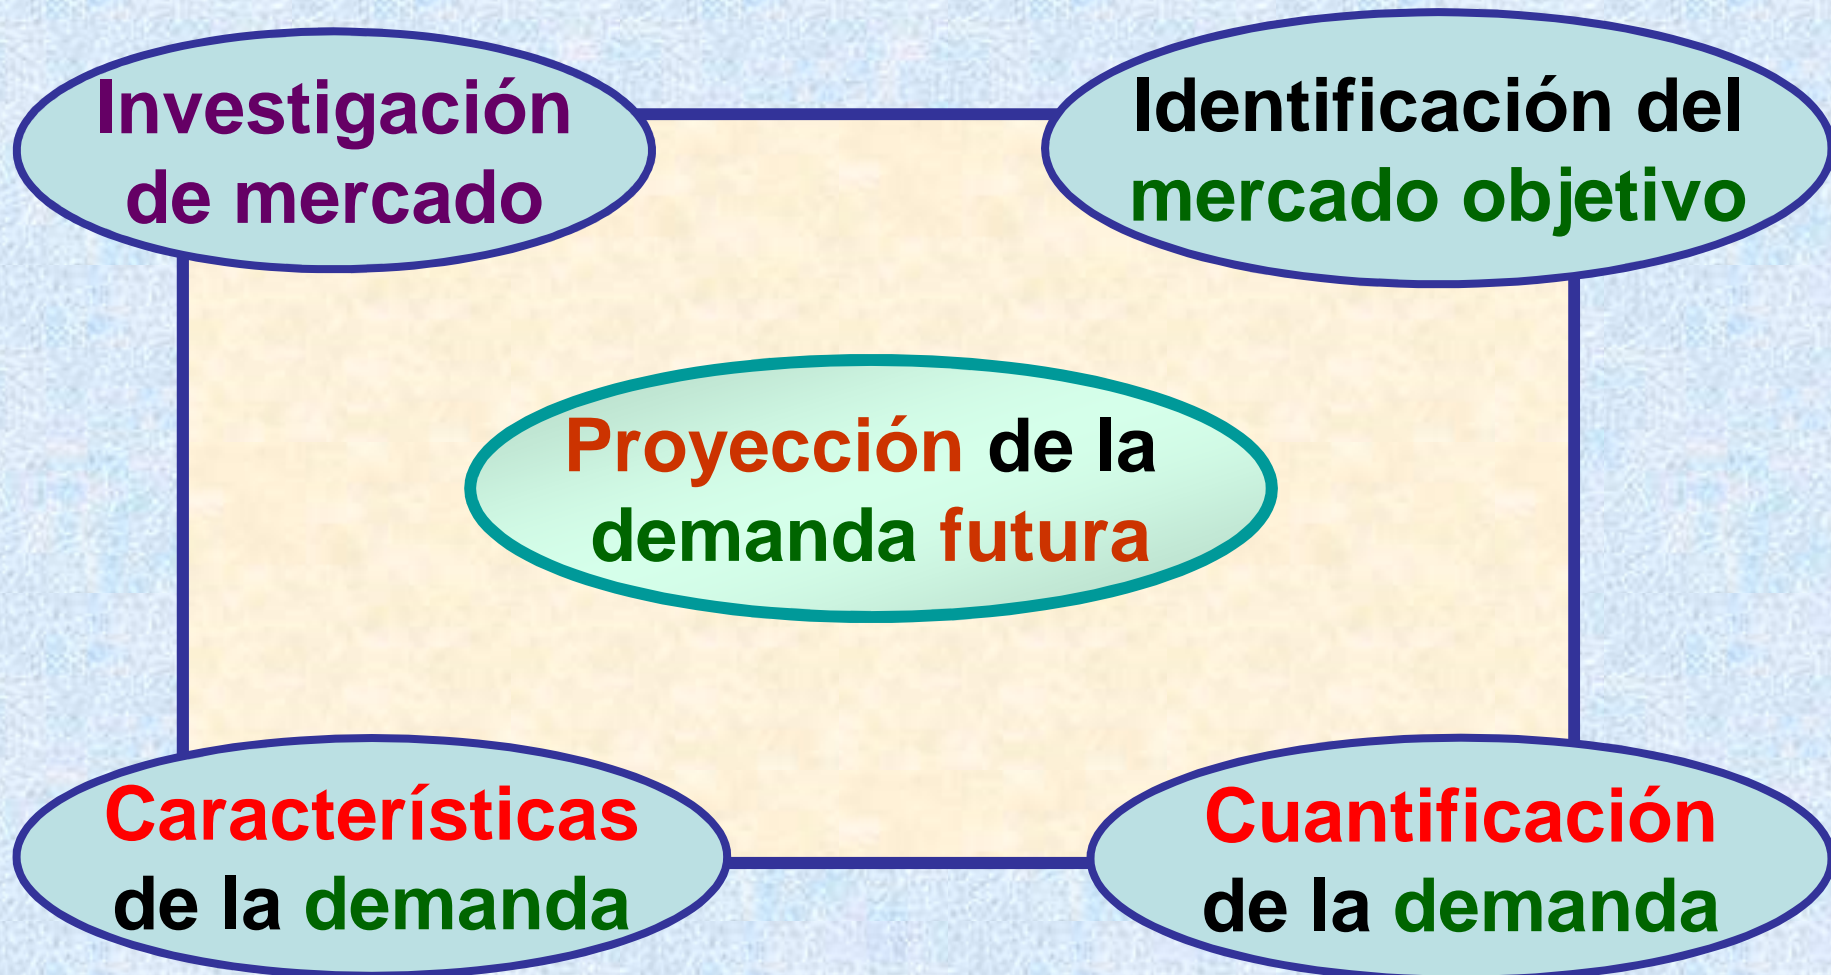 Investigación
de mercado
Identificación del
mercado objetivo
Proyección de la
demanda futura
Características
de la demanda
Cuantificación
de la demanda